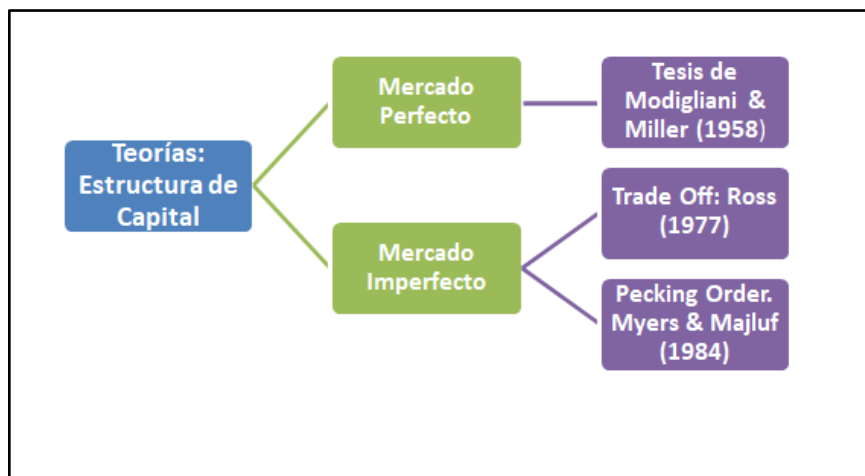 Teorías:
Estructura de
Capital
Mercado
Perfecto
Tesis de
Modigliani &
Miller (1958)
Mercado
Imperfecto
Trade Off: Ross
(1977)
Pecking Order.
Myers & Majluf
(1984)